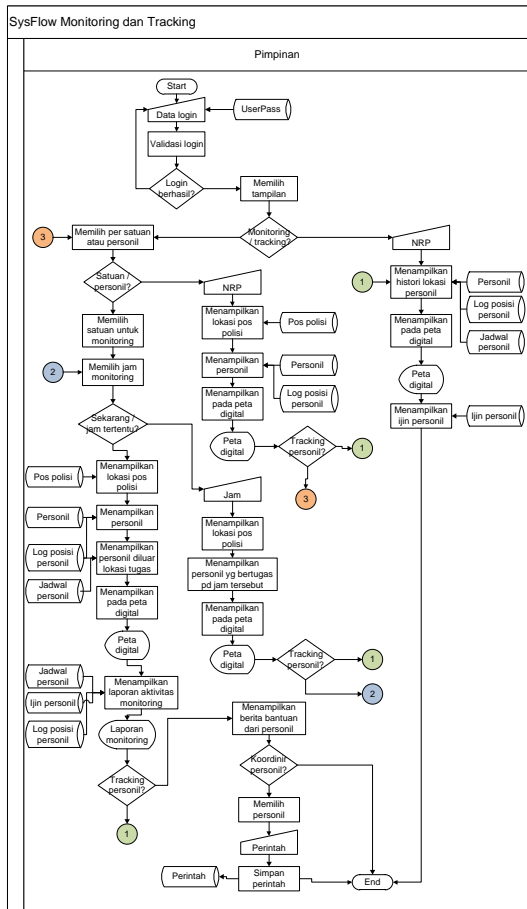 SysFlow Monitoring dan Tracking
Pimpinan
Start
Data login
UserPass
Validasi login
Login
berhasil?
Memilih
tampilan
3
Memilih per satuan
atau personil
Monitoring
/ tracking?
NRP
Satuan /
personil?
NRP
1
Menampilkan
histori lokasi
personil
Personil
Log posisi
personil
Jadwal
personil
Memilih
satuan untuk
monitoring
Menampilkan
lokasi pos
polisi
Pos polisi
Menampilkan
pada peta
digital
2
Memilih jam
monitoring
Menampilkan
personil
Personil
Log posisi
personil
Peta
digital
Menampilkan
pada peta
digital
Menampilkan
ijin personil
Ijin personil
Sekarang /
jam tertentu?
Peta
digital
Tracking
personil?
1
3
Pos polisi
Menampilkan
lokasi pos
polisi
Jam
Personil
Menampilkan
personil
Menampilkan
lokasi pos
polisi
Log posisi
personil
Menampilkan
personil diluar
lokasi tugas
Menampilkan
personil yg bertugas
pd jam tersebut
Jadwal
personil
Menampilkan
pada peta
digital
Menampilkan
pada peta
digital
Peta
digital
Peta
digital
Tracking
personil?
1
2
Jadwal
personil
Ijin personil
Log posisi
personil
Menampilkan
laporan aktivitas
monitoring
Laporan
monitoring
Menampilkan
berita bantuan
dari personil
Tracking
personil?
Koordinir
personil?
1
Memilih
personil
Perintah
Perintah
Simpan
perintah
End